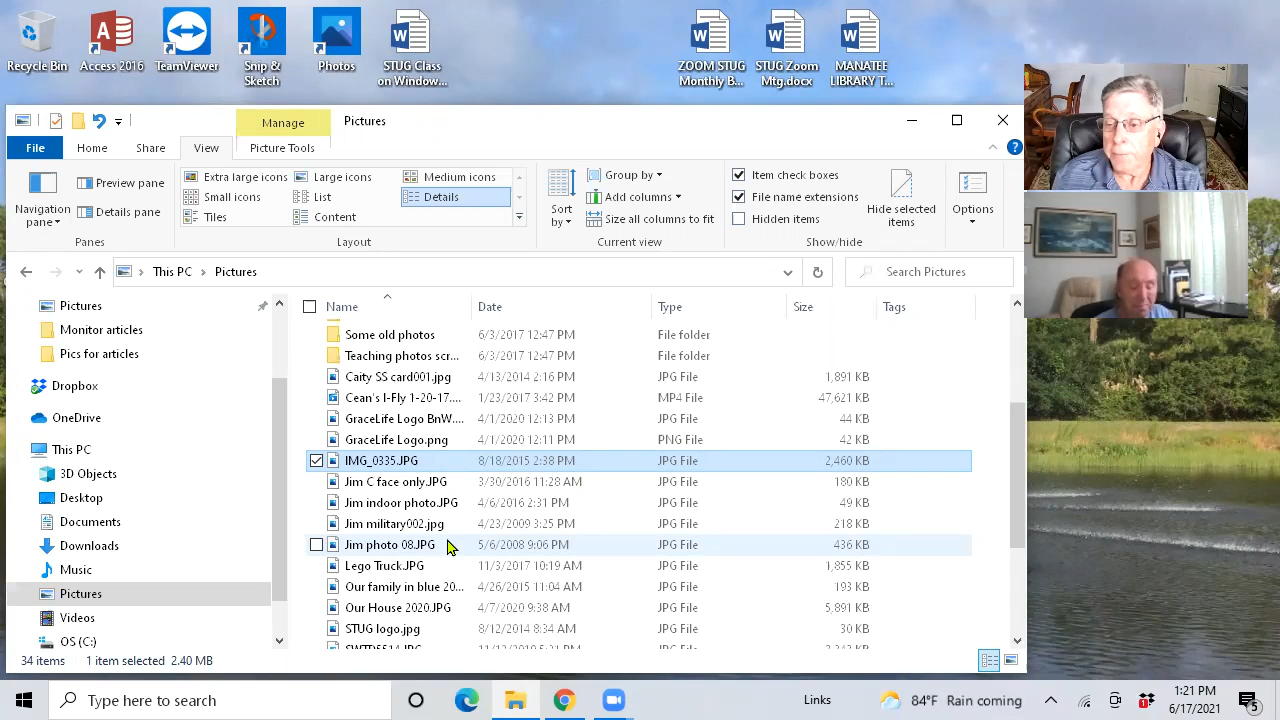 Recycle Bin
Access 2016
TeamViewer
Snip & Sketch
Photos
STUG Class on Window...
ZOOM STUG Monthly B...
STUG Zoom Mtg.docx
MANATEE LIBRARY T...
Manage
Pictures
File
Home
Share
View
Picture Tools
Navigation pane
Preview pane
Details pane
Panes
Extra large icons
Large icons
Medium icons
Small icons
List
Details
Tiles
Content
Layout
Sort by
Group by
Add columns
Size all columns to fit
Current view
Item check boxes
File name extensions
Hidden items
Hide selected items
Show/hide
Options
This PC > Pictures
Search Pictures
Pictures
Monitor articles
Pics for articles
Dropbox
OneDrive
This PC
3D Objects
Desktop
Documents
Downloads
Music
Pictures
Videos
OS (C:)
Name Date Type Size Tags
Some old photos 6/3/2017 12:47 PM File folder
Teaching photos scr... 6/3/2017 12:47 PM File folder
Caity SS card001.jpg 4/13/2014 2:16 PM JPG File 1,891 KB
Cean's I-Fly 1-20-17.... 1/23/2017 3:42 PM MP4 File 47,621 KB
GraceLife Logo BnW.... 4/1/2020 12:13 PM JPG File 44 KB
GraceLife Logo.png 4/1/2020 12:11 PM PNG File 42 KB
IMG_0335.JPG 8/18/2015 2:38 PM JPG File 2,460 KB
Jim C face only.JPG 3/30/2016 11:28 AM JPG File 180 KB
Jim indoor photo.JPG 4/6/2016 2:31 PM JPG File 49 KB
Jim military002.jpg 4/23/2009 3:25 PM JPG File 218 KB
Jim photo 08.JPG 5/6/2008 9:06 PM JPG File 436 KB
Lego Truck.JPG 11/3/2017 10:19 AM JPG File 1,855 KB
Our family in blue 20... 4/26/2015 11:04 AM JPG File 193 KB
Our House 2020.JPG 4/7/2020 9:38 AM JPG File 5,891 KB
STUG logo.jpg 8/12/2014 8:34 AM JPG File 30 KB
34 items 1 item selected 2.40 MB
Type here to search
Links
84°F Rain coming
1
1:21 PM
6/17/2021
5